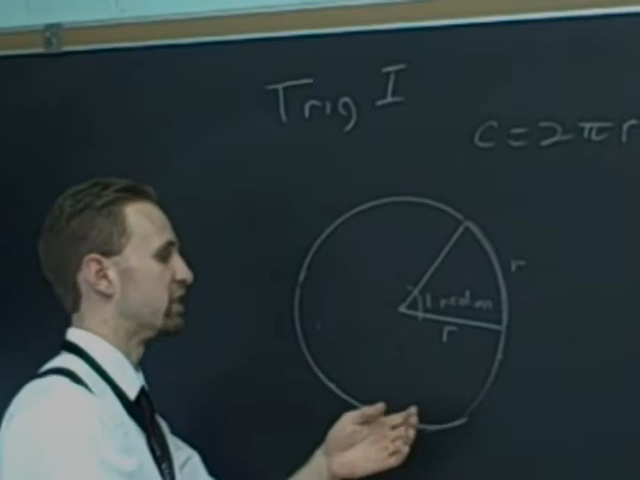 Trig I
C = 2πr
r
1 radian
r